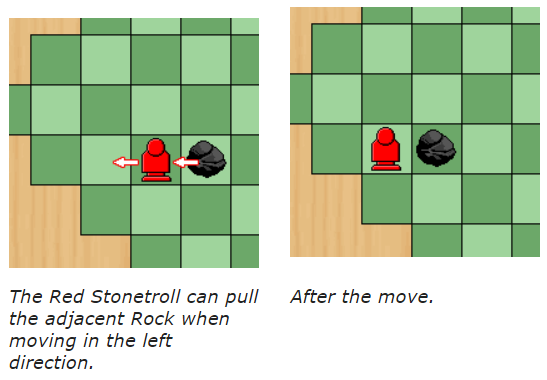 The Red Stonetroll can pull
the adjacent Rock when
moving in the left
direction.
After the move.